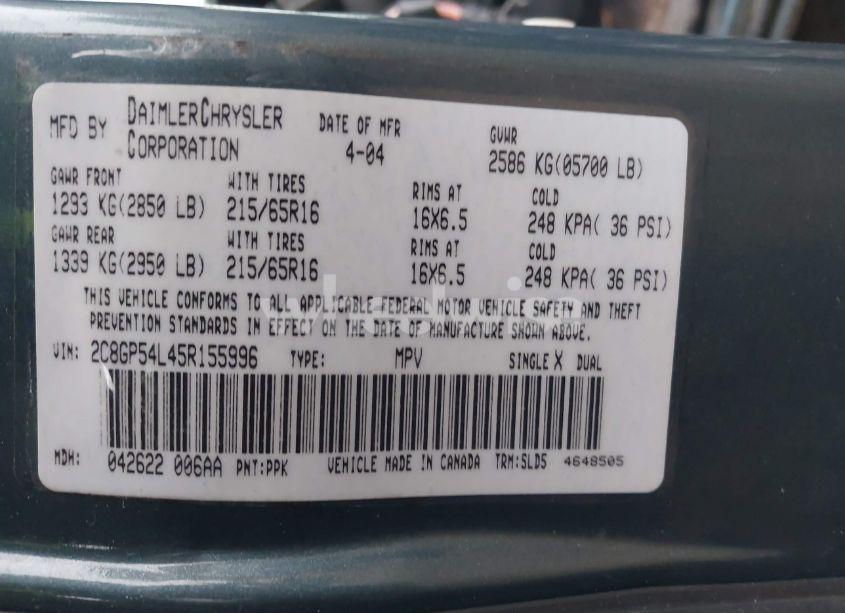 MFD BY DAIMLERCHRYSLER CORPORATION DATE OF MFR 4-04 GVWR 2586 KG(05700 LB)
GAWR FRONT WITH TIRES RIMS AT COLD
1293 KG(2850 LB) 215/65R16 16X6.5 248 KPA( 36 PSI)
GAWR REAR WITH TIRES RIMS AT COLD
1339 KG(2950 LB) 215/65R16 16X6.5 248 KPA( 36 PSI)
THIS VEHICLE CONFORMS TO ALL APPLICABLE FEDERAL MOTOR VEHICLE SAFETY AND THEFT
PREVENTION STANDARDS IN EFFECT ON THE DATE OF MANUFACTURE SHOWN ABOVE.
VIN: 2C8GP54L45R155996 TYPE: MPV SINGLE X DUAL
MDH: 042622 006AA PNT:PPK VEHICLE MADE IN CANADA TRM:SLD5 4648505